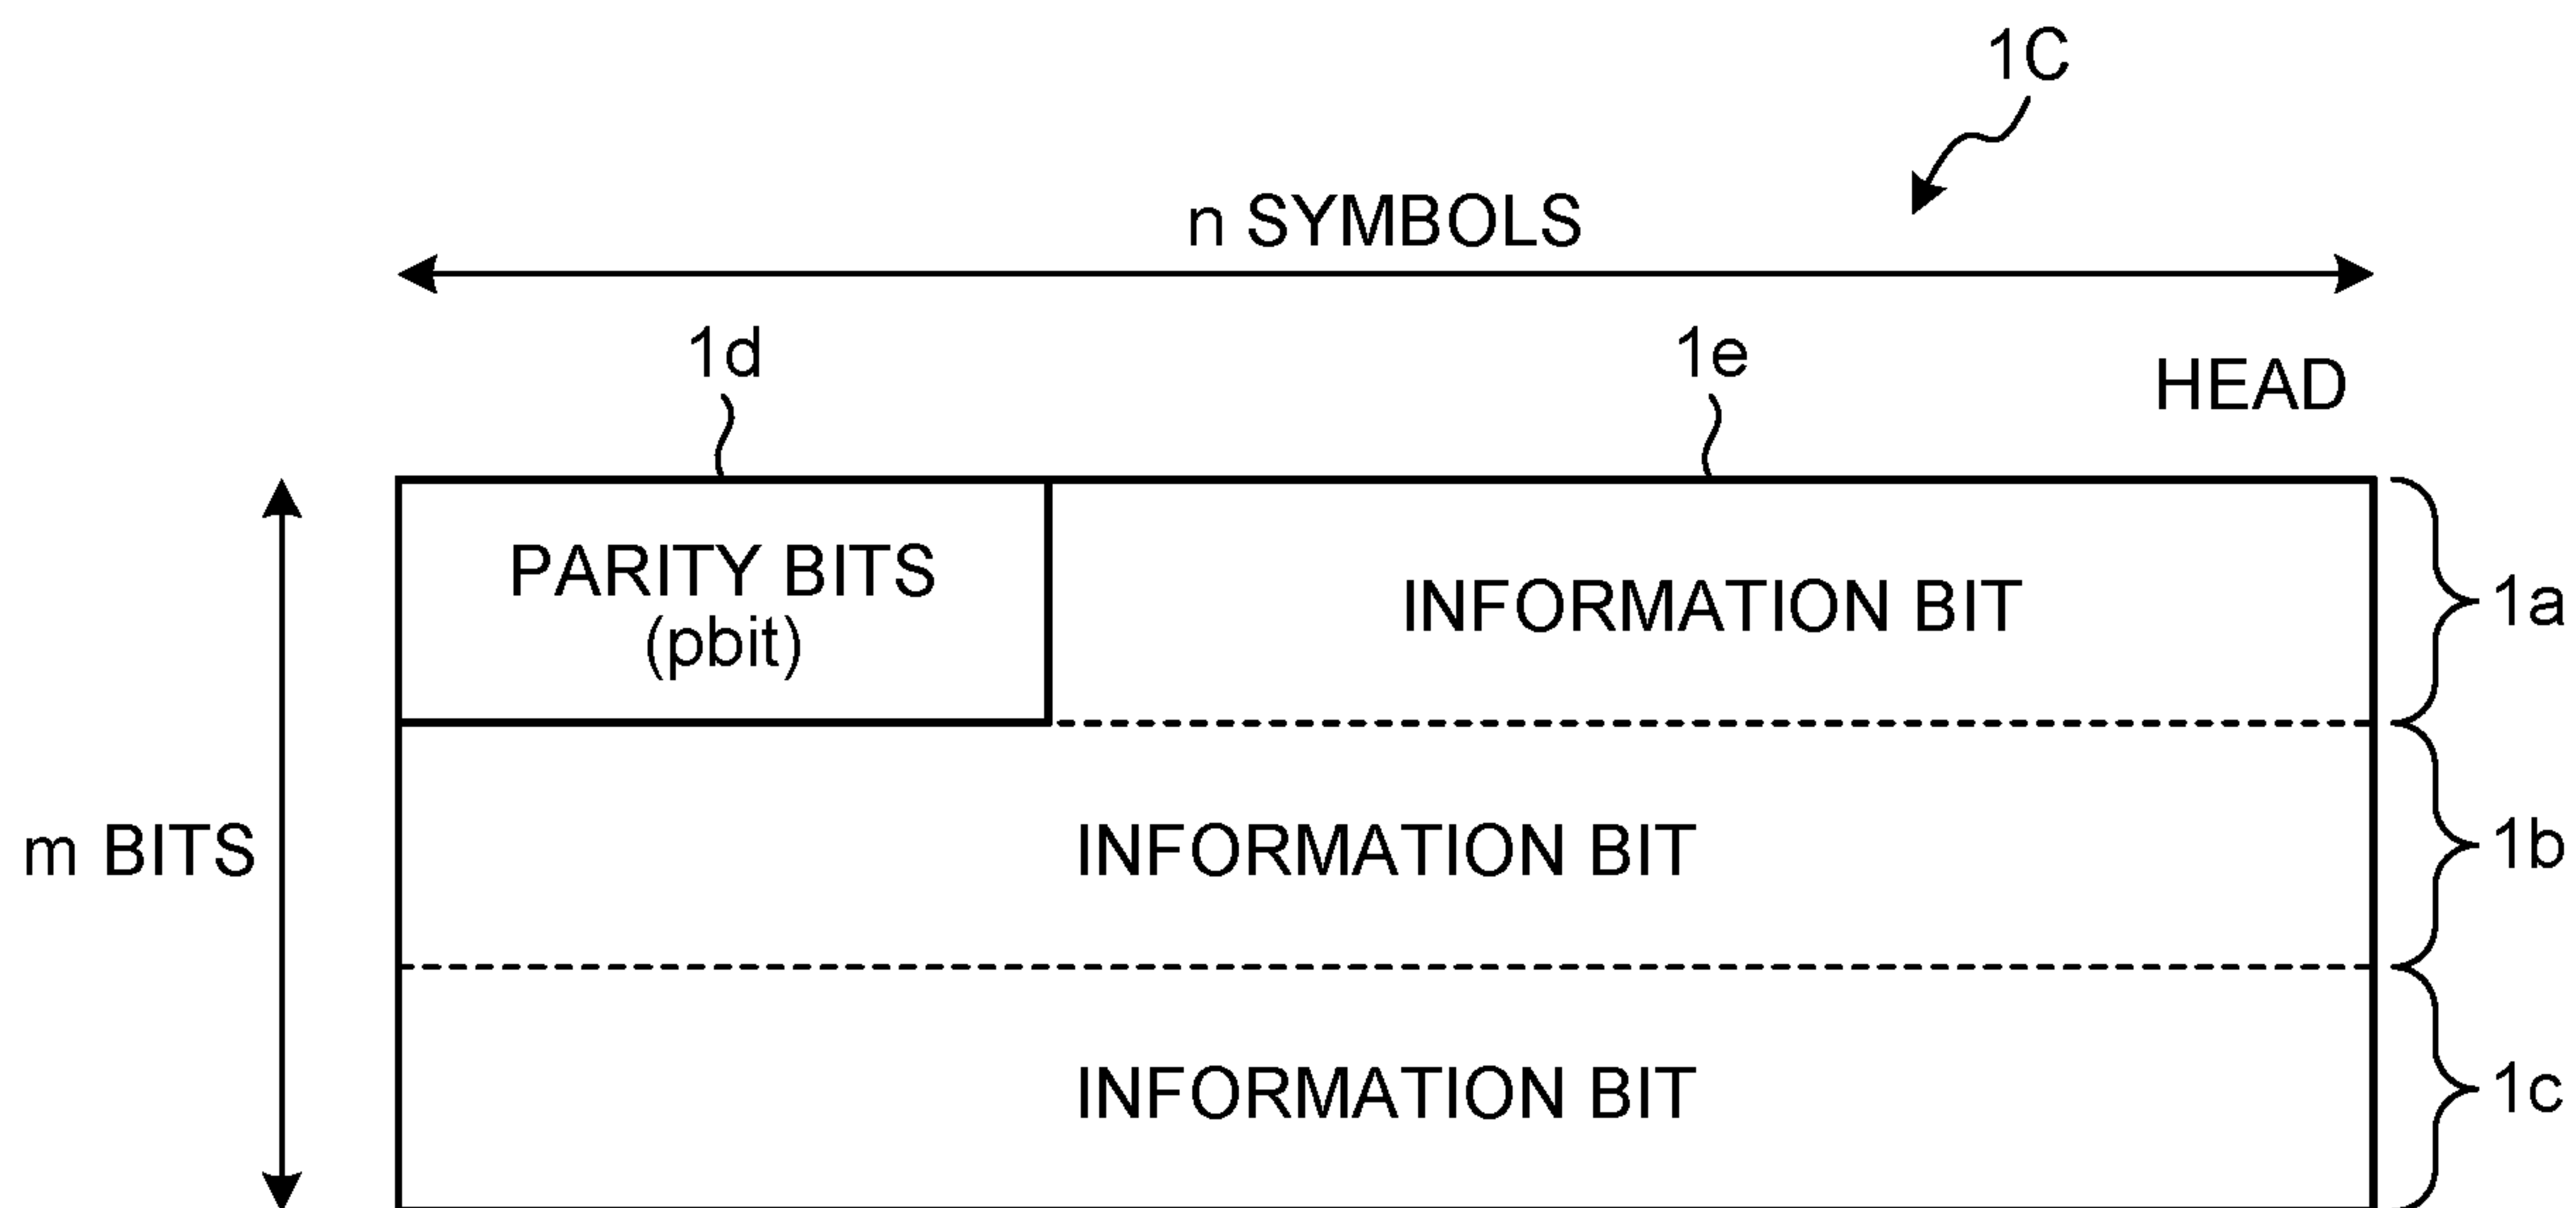 1C
n SYMBOLS
1d
1e
HEAD
PARITY BITS
(pbit)
INFORMATION BIT
1a
m BITS
INFORMATION BIT
1b
INFORMATION BIT
1c